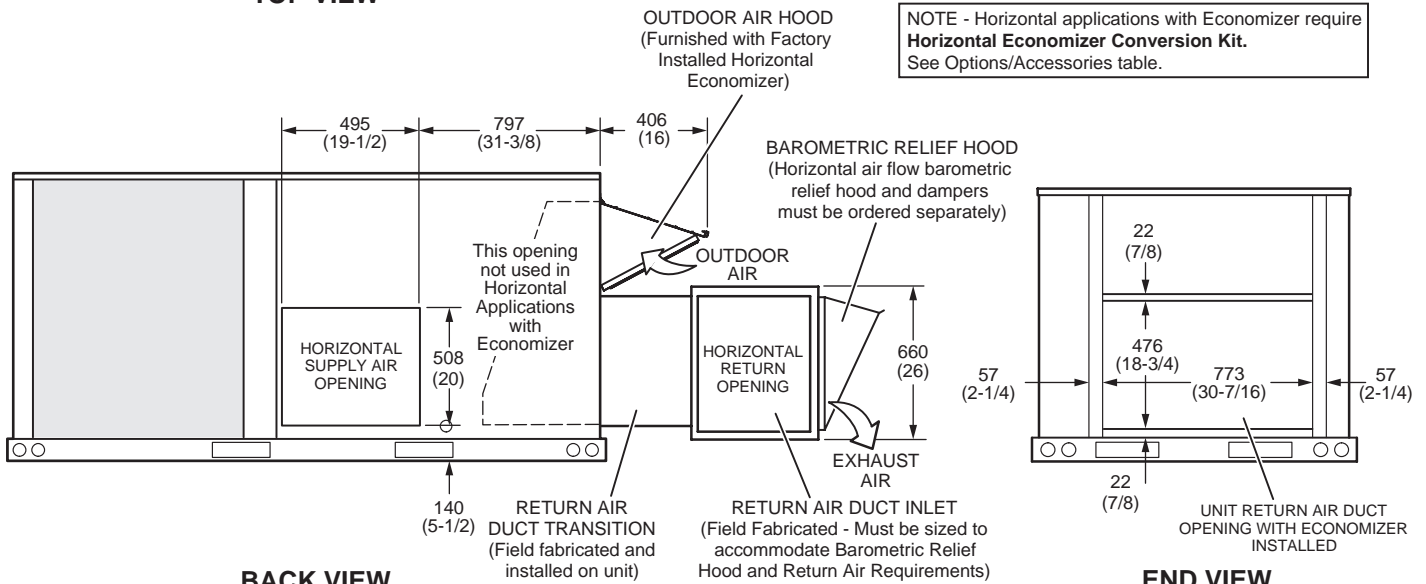 TOP VIEW
OUTDOOR AIR HOOD
(Furnished with Factory
Installed Horizontal
Economizer)
NOTE - Horizontal applications with Economizer require
Horizontal Economizer Conversion Kit.
See Options/Accessories table.
495
(19-1/2)
797
(31-3/8)
406
(16)
BAROMETRIC RELIEF HOOD
(Horizontal air flow barometric
relief hood and dampers
must be ordered separately)
This opening
not used in
Horizontal
Applications
with
Economizer
OUTDOOR
AIR
HORIZONTAL
SUPPLY AIR
OPENING
508
(20)
HORIZONTAL
RETURN
OPENING
660
(26)
EXHAUST
AIR
140
(5-1/2)
RETURN AIR
DUCT TRANSITION
(Field fabricated and
installed on unit)
RETURN AIR DUCT INLET
(Field Fabricated - Must be sized to
accommodate Barometric Relief
Hood and Return Air Requirements)
BACK VIEW
22
(7/8)
476
(18-3/4)
773
(30-7/16)
57
(2-1/4)
57
(2-1/4)
22
(7/8)
UNIT RETURN AIR DUCT
OPENING WITH ECONOMIZER
INSTALLED
END VIEW